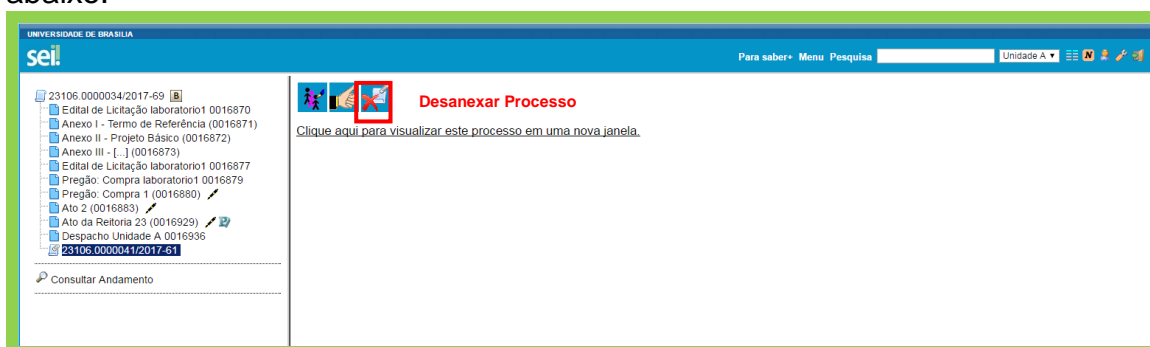 abaixo.
UNIVERSIDADE DE BRASILIA
sei!
Para saber+ Menu Pesquisa Unidade A
N
23106.0000034/2017-69 B
Edital de Licitação laboratorio1 0016870
Anexo I - Termo de Referência (0016871)
Anexo II - Projeto Básico (0016872)
Anexo III - [...] (0016873)
Edital de Licitação laboratorio1 0016877
Pregão: Compra laboratorio1 0016879
Pregão: Compra 1 (0016880)
Ato 2 (0016883)
Ato da Reitoria 23 (0016929)
Despacho Unidade A 0016936
23106.0000041/2017-61
Consultar Andamento
Desanexar Processo
Clique aqui para visualizar este processo em uma nova janela.